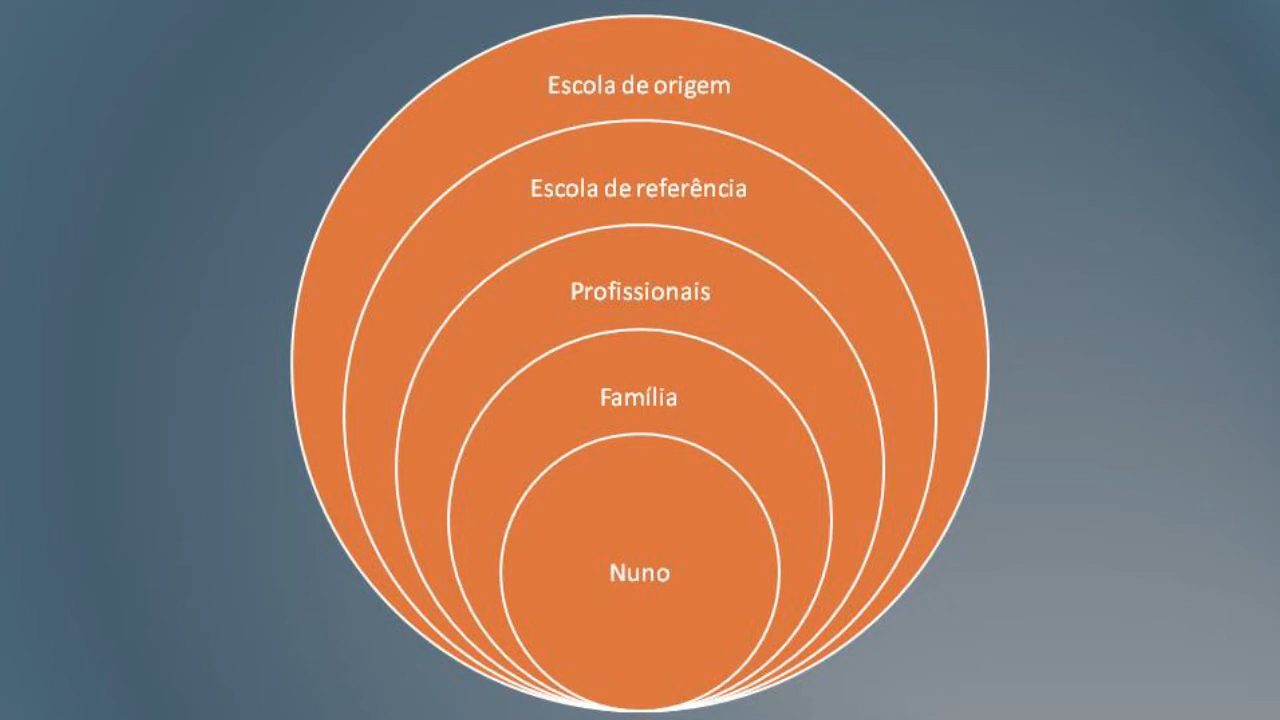 Escola de origem
Escola de referência
Profissionais
Família
Nuno